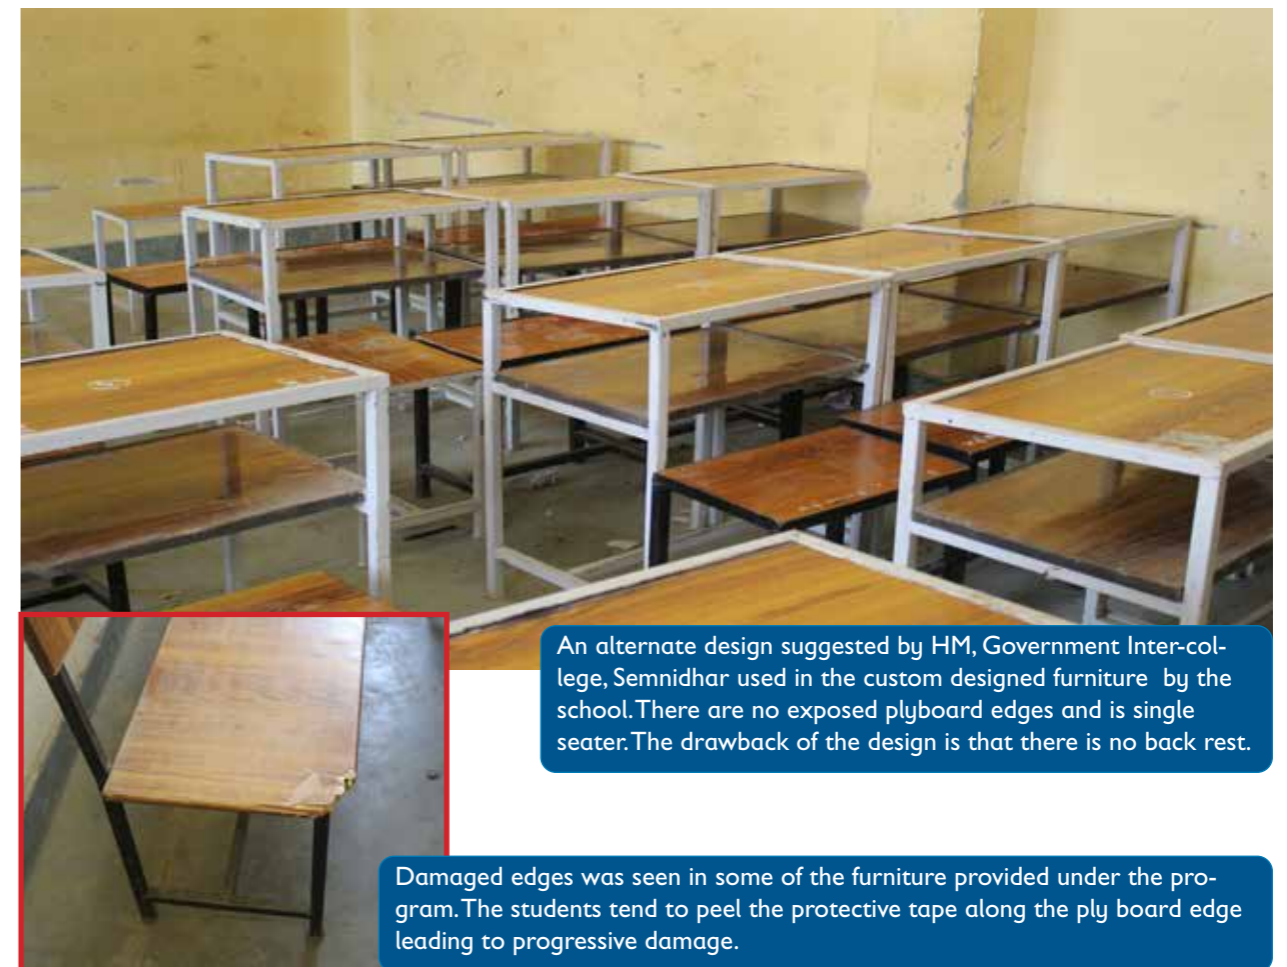 An alternate design suggested by HM, Government Inter-col-
lege, Semnidhar used in the custom designed furniture  by the
school.There are no exposed plyboard edges and is single
seater.The drawback of the design is that there is no back rest.
Damaged edges was seen in some of the furniture provided under the pro-
gram.The students tend to peel the protective tape along the ply board edge
leading to progressive damage.